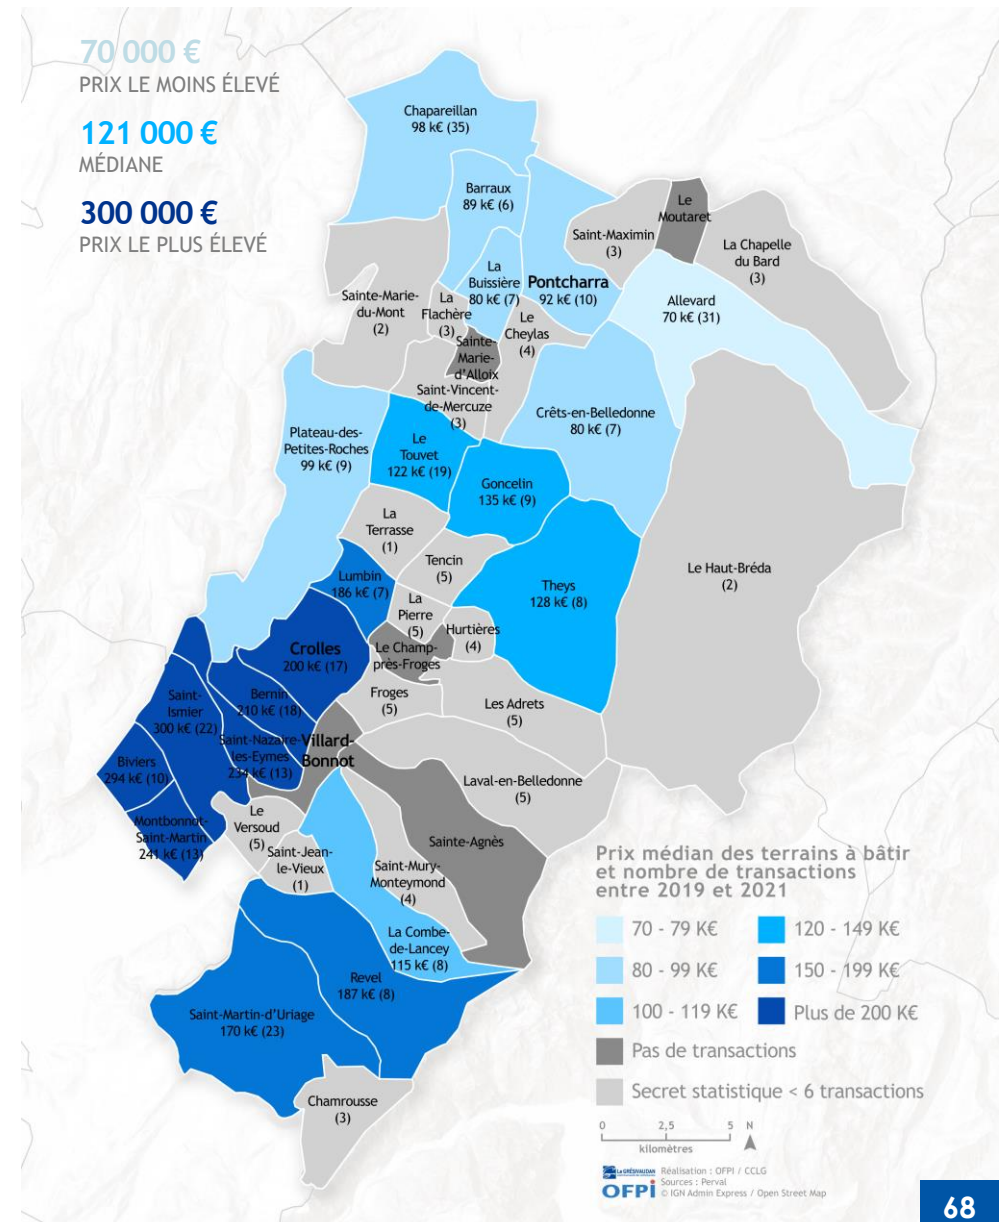 70 000 €
PRIX LE MOINS ÉLEVÉ
121 000 €
MÉDIANE
300 000 €
PRIX LE PLUS ÉLEVÉ
Chapareillan
98 k€ (35)
Barraux
89 k€ (6)
Le
Moutaret
Saint-Maximin
(3)
La Chapelle
du Bard
(3)
La
Buissière
80 k€ (7)
Pontcharra
92 k€ (10)
Allevard
70 k€ (31)
Sainte-Marie-
du-Mont
(2)
La
Flachère
(3)
Le
Cheylas
(4)
Sainte-
Marie-
d'Alloix
Saint-Vincent-
de-Mercuze
(3)
Crêts-en-Belledonne
80 k€ (7)
Plateau-des-
Petites-Roches
99 k€ (9)
Le
Touvet
122 k€ (19)
Goncelin
135 k€ (9)
La
Terrasse
(1)
Tencin
(5)
Le Haut-Bréda
(2)
Lumbin
186 k€ (7)
Theys
128 k€ (8)
La
Pierre
(5)
Hurtières
(4)
Crolles
200 k€ (17)
Le Champ-
près-Froges
Froges
(5)
Les Adrets
(5)
Bernin
210 k€ (18)
Saint-
Ismier
300 k€ (22)
Saint-Nazaire-
les-Eymes
234 k€ (13)
Villard-
Bonnot
Biviers
294 k€ (10)
Laval-en-Belledonne
(5)
Montbonnot-
Saint-Martin
241 k€ (13)
Le
Versoud
(5)
Sainte-Agnès
Saint-Jean-
le-Vieux
(1)
Saint-Mury-
Monteymond
(4)
La Combe-
de-Lancey
115 k€ (8)
Revel
187 k€ (8)
Saint-Martin-d'Uriage
170 k€ (23)
Chamrousse
(3)
Prix médian des terrains à bâtir
et nombre de transactions
entre 2019 et 2021
70 - 79 K€
120 - 149 K€
80 - 99 K€
150 - 199 K€
100 - 119 K€
Plus de 200 K€
Pas de transactions
Secret statistique < 6 transactions
0 2,5 5 N
kilomètres
LE GRÉSIVAUDAN
OFPi
Réalisation : OFPI / CCLG
Sources : Perval
© IGN Admin Express / Open Street Map
68